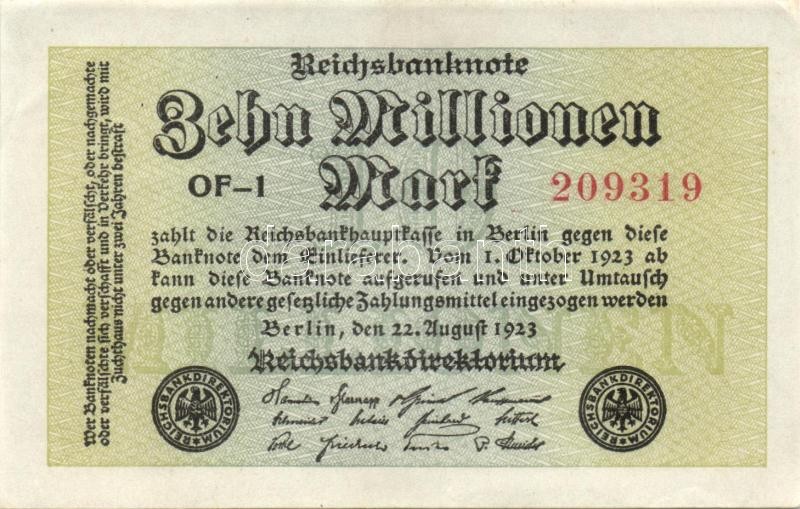 Reichsbanknote
Zehn Millionen
Mark
OF-1
209319
zahlt die Reichsbankhauptkasse in Berlin gegen diese
Banknote dem Einlieferer. Vom 1. Oktober 1923 ab
kann diese Banknote aufgerufen und unter Umtausch
gegen andere gesetzliche Zahlungsmittel eingezogen werden
Berlin, den 22. August 1923
Reichsbankdirektorium
REICHSBANKDIREKTORIUM
REICHSBANKDIREKTORIUM
Wer Banknoten nachmacht oder verfälscht, oder nachgemachte
oder verfälschte sich verschafft und in Verkehr bringt, wird mit
Zuchthaus nicht unter zwei Jahren bestraft